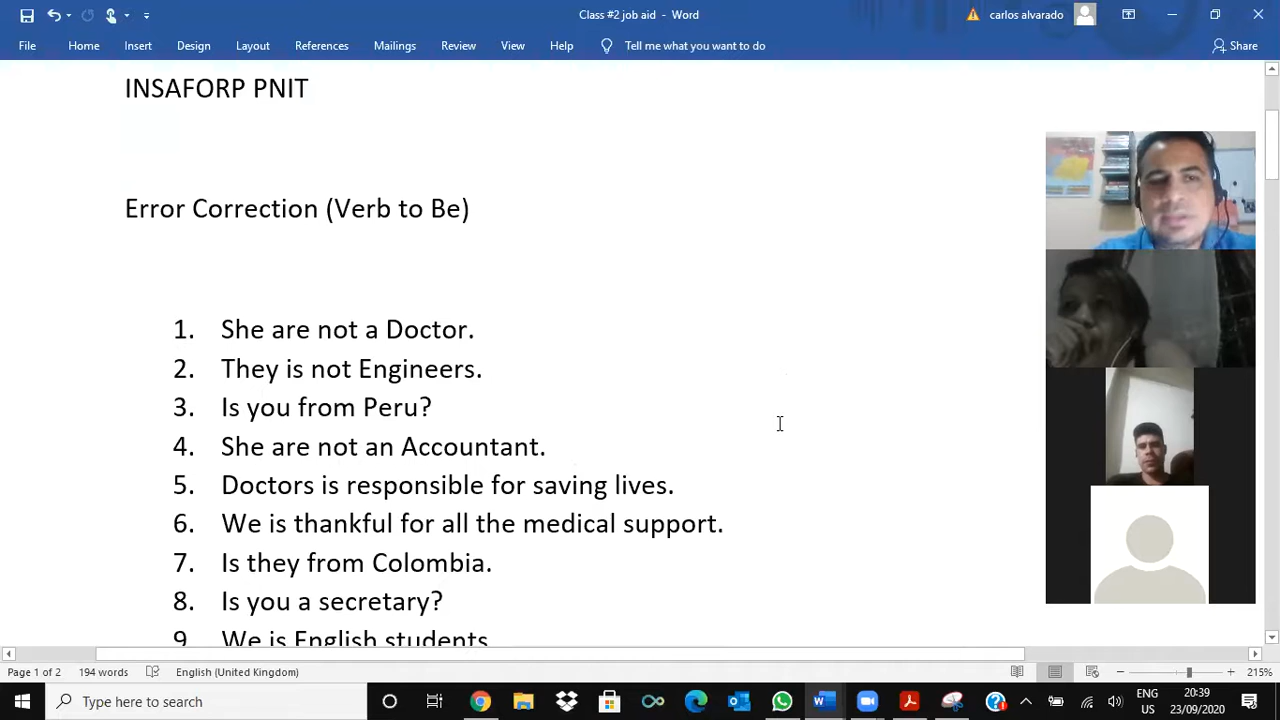 Class #2 job aid - Word
carlos alvarado
File Home Insert Design Layout References Mailings Review View Help Tell me what you want to do Share
INSAFORP PNIT
Error Correction (Verb to Be)
1. She are not a Doctor.
2. They is not Engineers.
3. Is you from Peru?
4. She are not an Accountant.
5. Doctors is responsible for saving lives.
6. We is thankful for all the medical support.
7. Is they from Colombia.
8. Is you a secretary?
9 We is English students
Page 1 of 2 194 words English (United Kingdom) 215%
Type here to search
ENG 20:39
US 23/09/2020